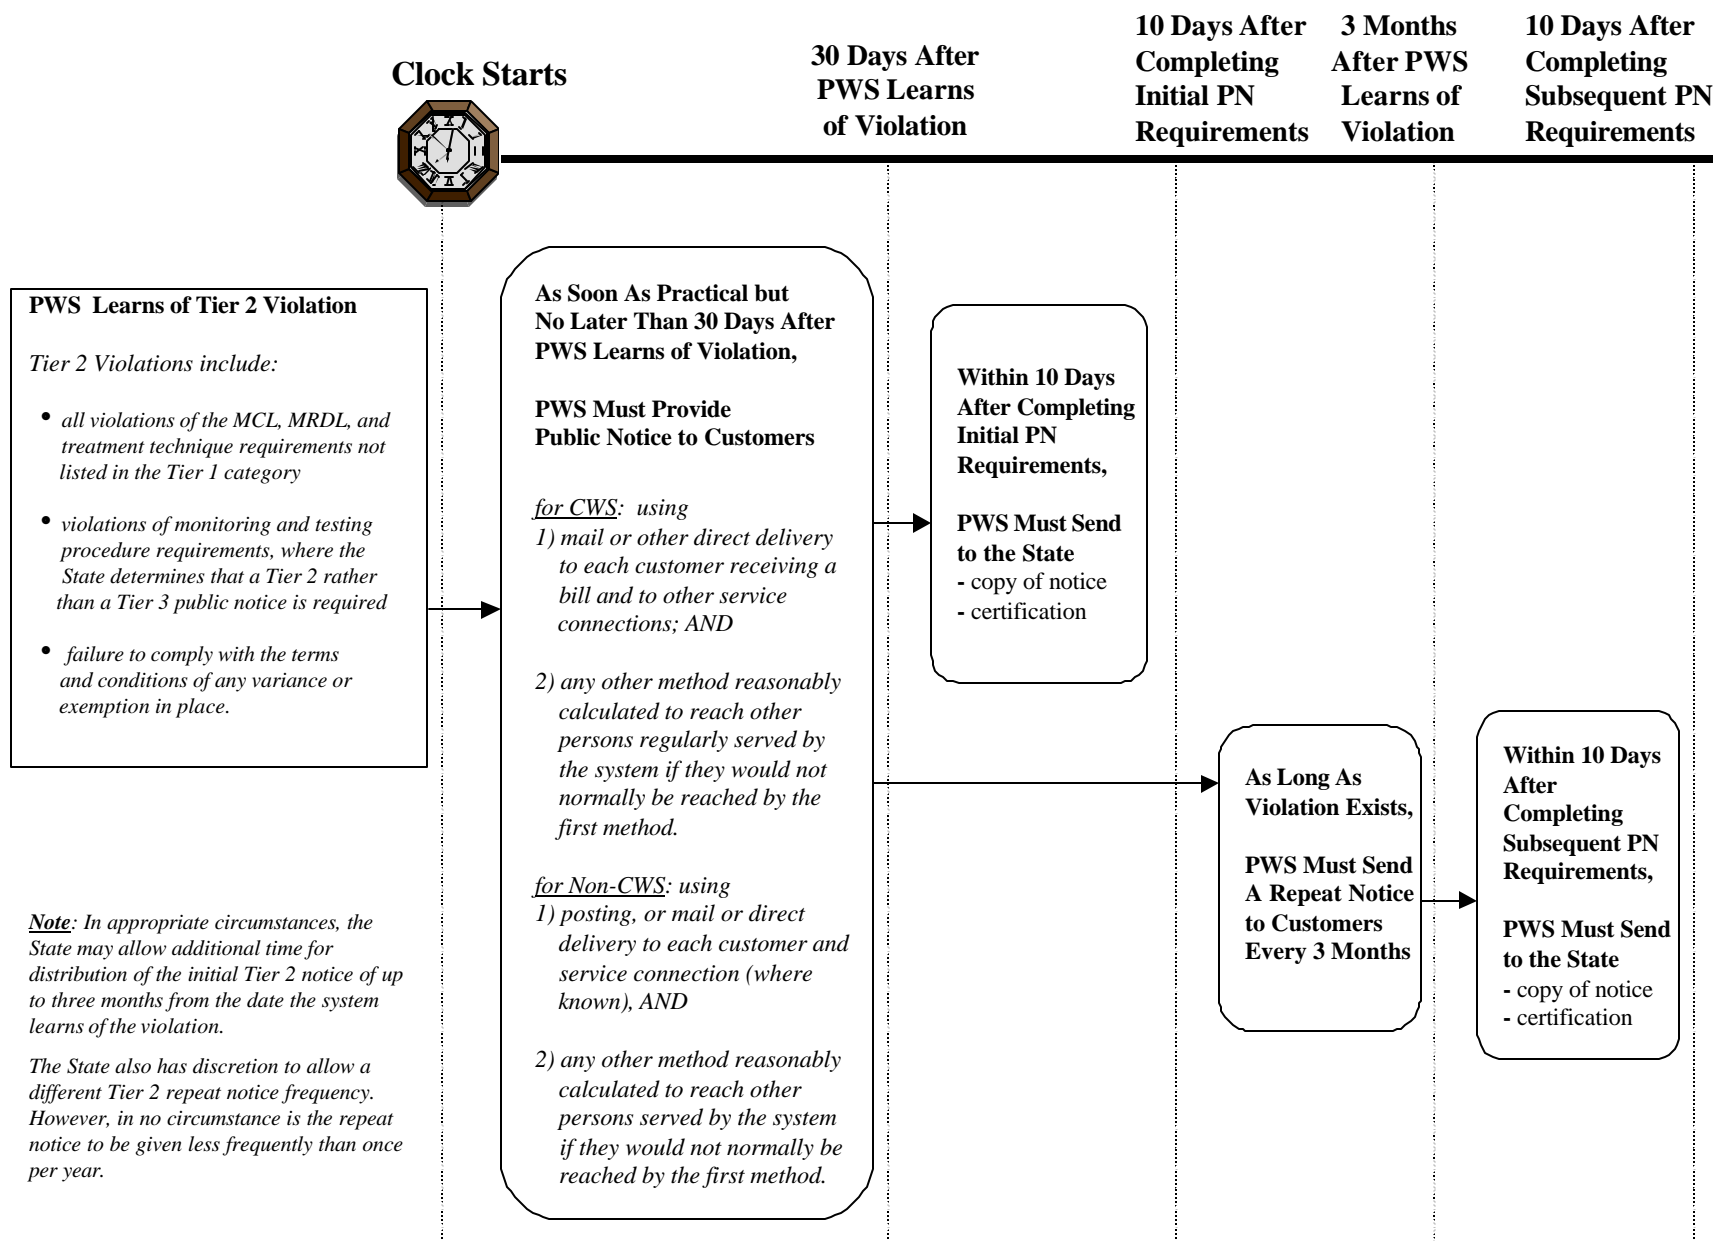 Clock Starts
30 Days After
PWS Learns
of Violation
10 Days After
Completing
Initial PN
Requirements
3 Months
After PWS
Learns of
Violation
10 Days After
Completing
Subsequent PN
Requirements
PWS Learns of Tier 2 Violation
Tier 2 Violations include:
• all violations of the MCL, MRDL, and
treatment technique requirements not
listed in the Tier 1 category
• violations of monitoring and testing
procedure requirements, where the
State determines that a Tier 2 rather
than a Tier 3 public notice is required
• failure to comply with the terms
and conditions of any variance or
exemption in place.
Note: In appropriate circumstances, the
State may allow additional time for
distribution of the initial Tier 2 notice of up
to three months from the date the system
learns of the violation.
The State also has discretion to allow a
different Tier 2 repeat notice frequency.
However, in no circumstance is the repeat
notice to be given less frequently than once
per year.
As Soon As Practical but
No Later Than 30 Days After
PWS Learns of Violation,
PWS Must Provide
Public Notice to Customers
for CWS: using
1) mail or other direct delivery
to each customer receiving a
bill and to other service
connections; AND
2) any other method reasonably
calculated to reach other
persons regularly served by
the system if they would not
normally be reached by the
first method.
for Non-CWS: using
1) posting, or mail or direct
delivery to each customer and
service connection (where
known), AND
2) any other method reasonably
calculated to reach other
persons served by the system
if they would not normally be
reached by the first method.
Within 10 Days
After Completing
Initial PN
Requirements,
PWS Must Send
to the State
- copy of notice
- certification
As Long As
Violation Exists,
PWS Must Send
A Repeat Notice
to Customers
Every 3 Months
Within 10 Days
After
Completing
Subsequent PN
Requirements,
PWS Must Send
to the State
- copy of notice
- certification